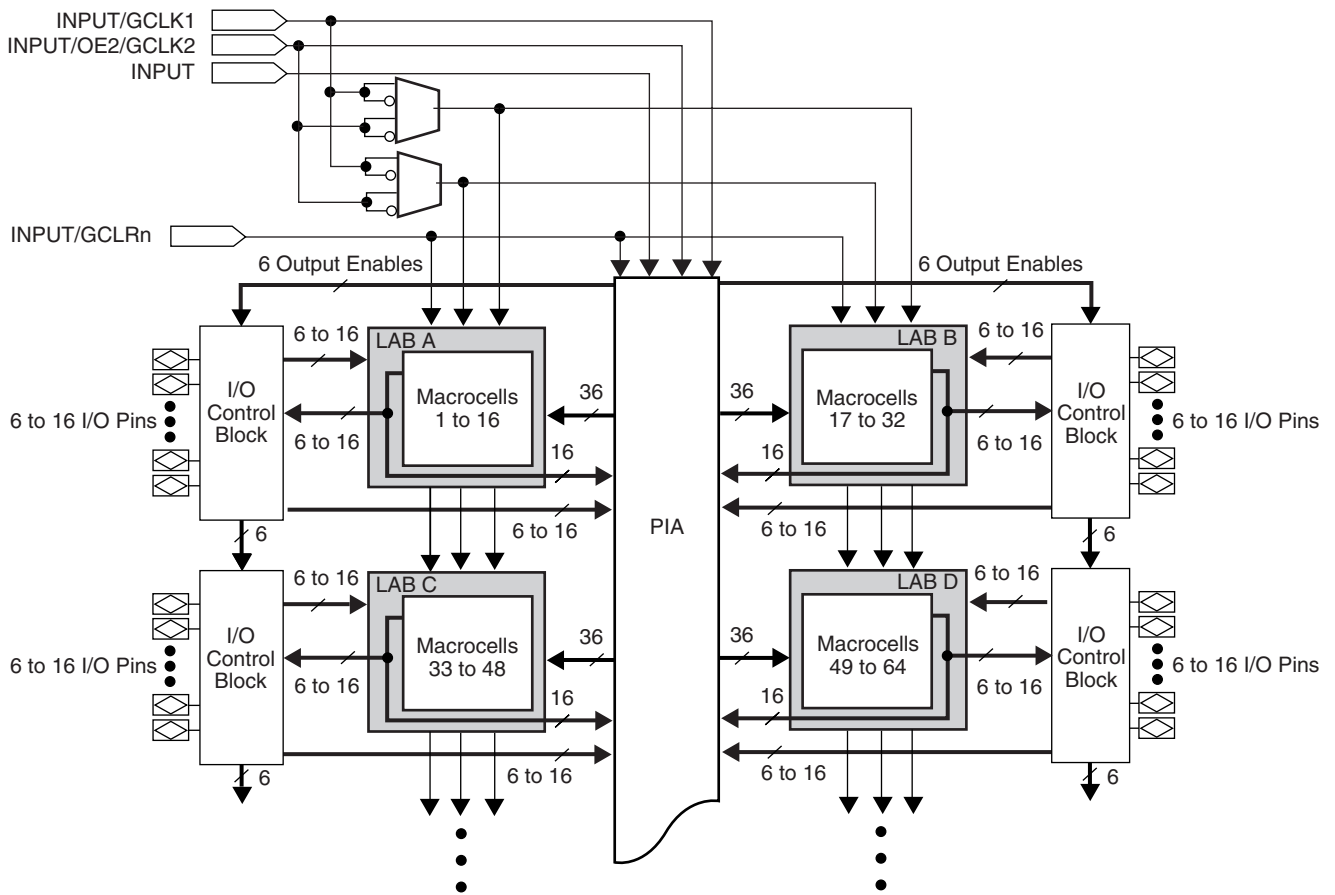 INPUT/GCLK1
INPUT/OE2/GCLK2
INPUT
INPUT/GCLRn
6 Output Enables
6 Output Enables
6 to 16
LAB A
LAB B
6 to 16
I/O
Control
Block
Macrocells
1 to 16
36
36
Macrocells
17 to 32
I/O
Control
Block
6 to 16 I/O Pins
6 to 16 I/O Pins
6 to 16
16
16
6 to 16
6 to 16
PIA
6 to 16
6
6
6 to 16
LAB C
LAB D
6 to 16
I/O
Control
Block
Macrocells
33 to 48
36
36
Macrocells
49 to 64
I/O
Control
Block
6 to 16 I/O Pins
6 to 16 I/O Pins
6 to 16
16
16
6 to 16
6 to 16
6 to 16
6
6